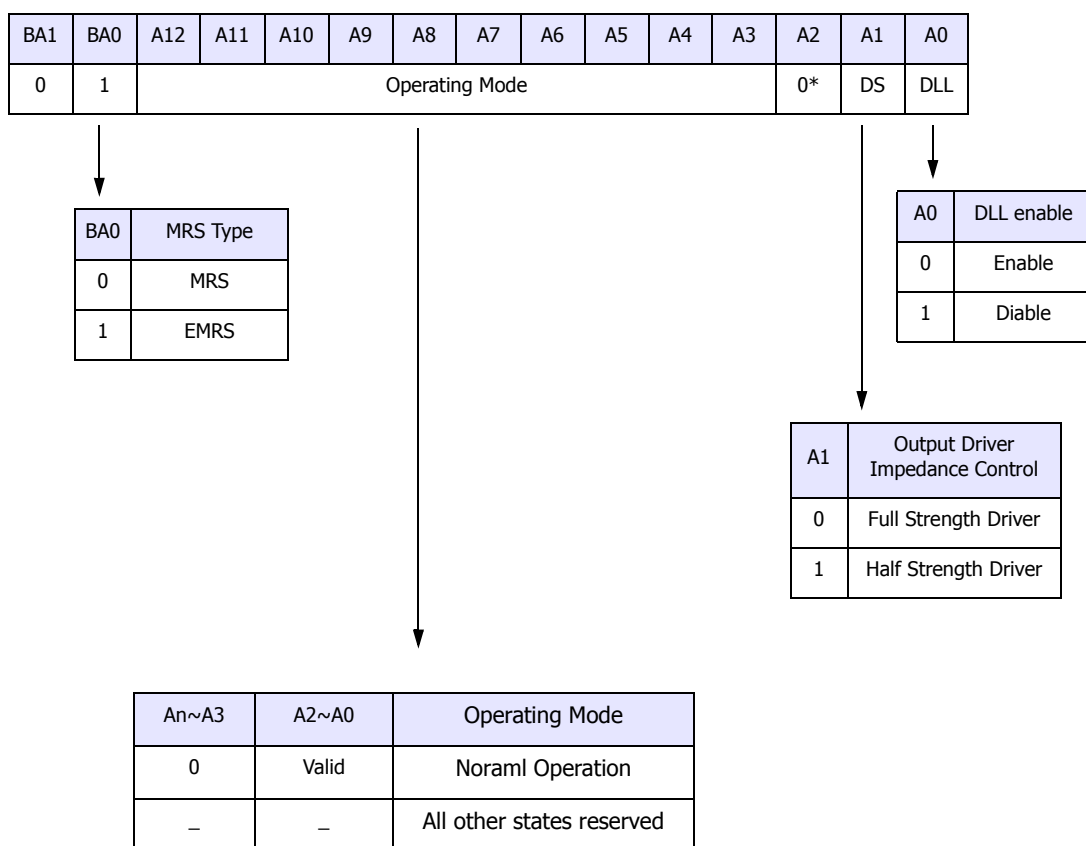 BA1 BA0 A12 A11 A10 A9 A8 A7 A6 A5 A4 A3 A2 A1 A0
0 1 Operating Mode 0* DS DLL
BA0 MRS Type
0 MRS
1 EMRS
A0 DLL enable
0 Enable
1 Diable
A1 Output Driver
Impedance Control
0 Full Strength Driver
1 Half Strength Driver
An~A3 A2~A0 Operating Mode
0 Valid Noraml Operation
_ _ All other states reserved